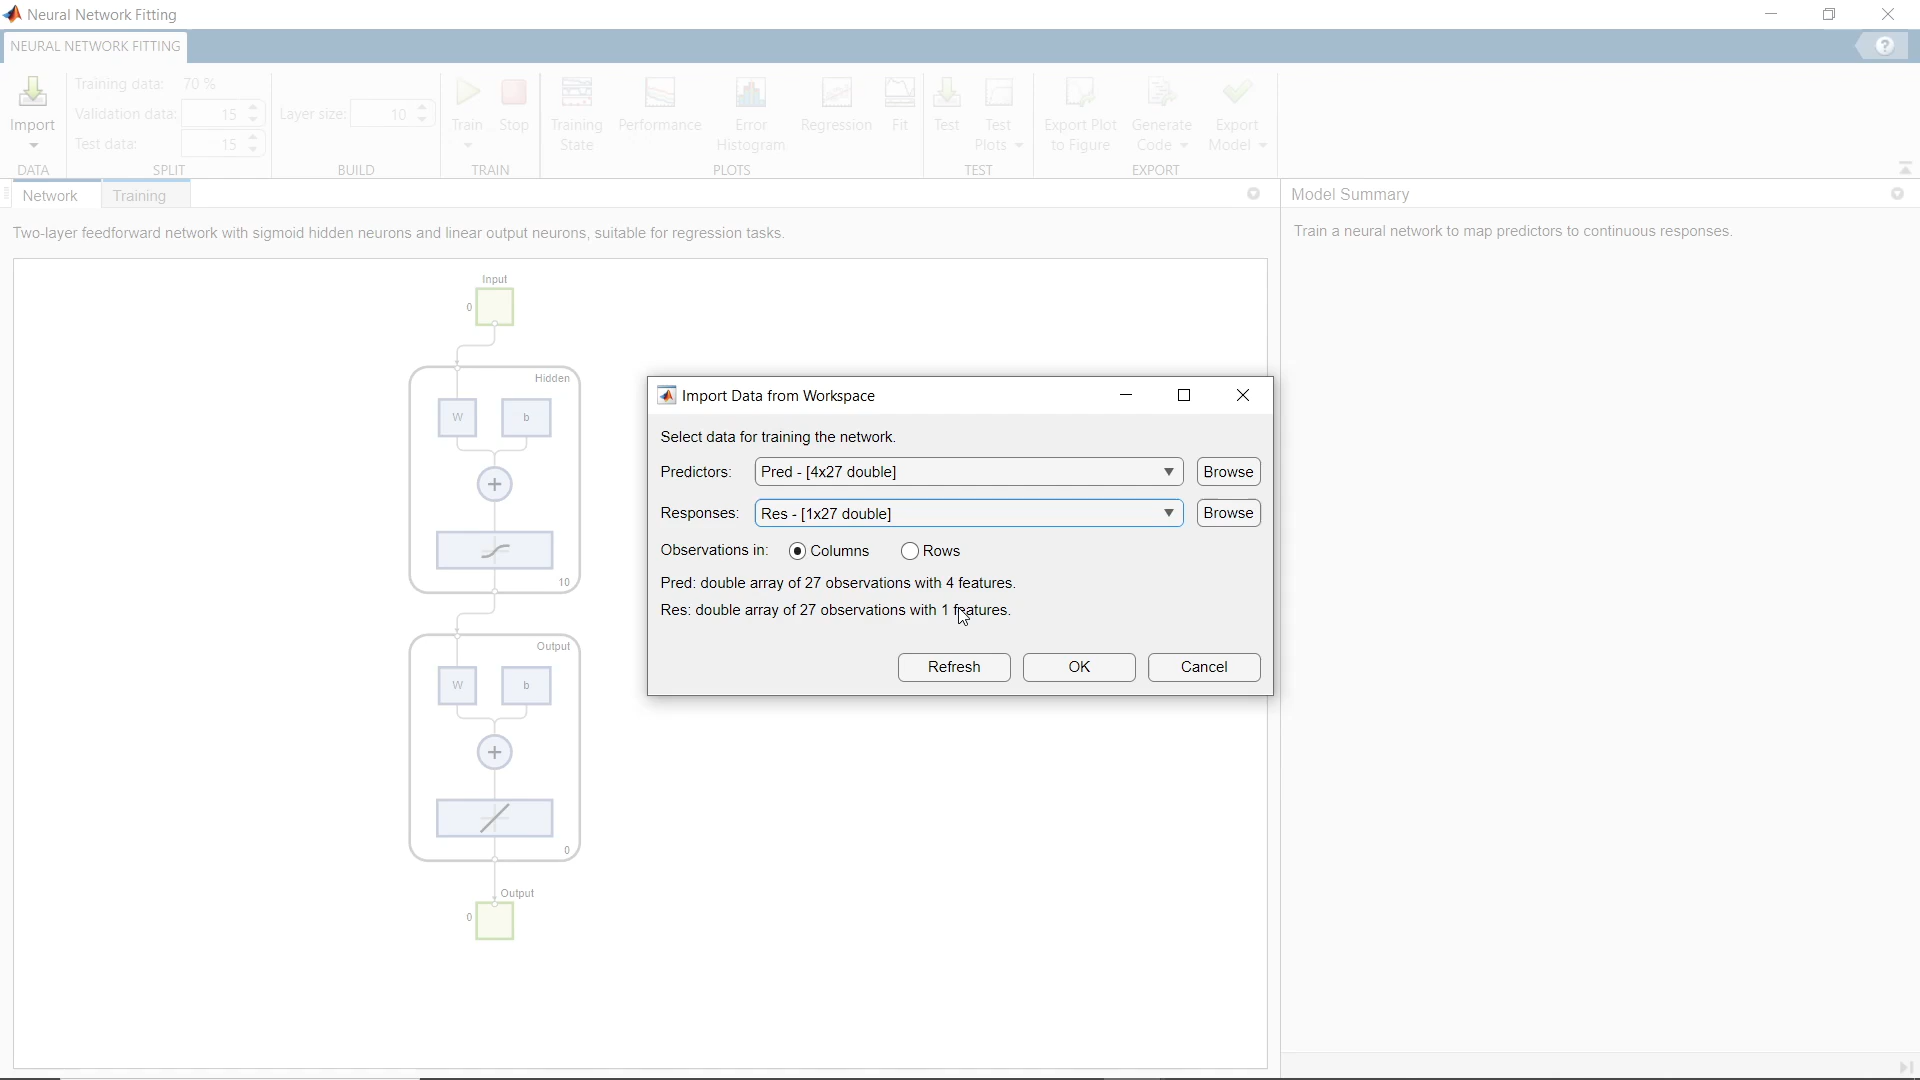 Neural Network Fitting
NEURAL NETWORK FITTING
?
Import
DATA
Training data: 70 %
Validation data: 15
Test data: 15
SPLIT
Layer size: 10
BUILD
Train Stop
TRAIN
Training State
Performance
Error Histogram
Regression
Fit
PLOTS
Test
Test Plots
TEST
Export Plot to Figure
Generate Code
Export Model
EXPORT
Network Training
Model Summary
Two-layer feedforward network with sigmoid hidden neurons and linear output neurons, suitable for regression tasks.
Train a neural network to map predictors to continuous responses.
Input
0
Hidden
W b
+
10
Output
W b
+
0
Output
0
Import Data from Workspace
Select data for training the network.
Predictors: Pred - [4x27 double] Browse
Responses: Res - [1x27 double] Browse
Observations in: Columns Rows
Pred: double array of 27 observations with 4 features.
Res: double array of 27 observations with 1 features.
Refresh OK Cancel